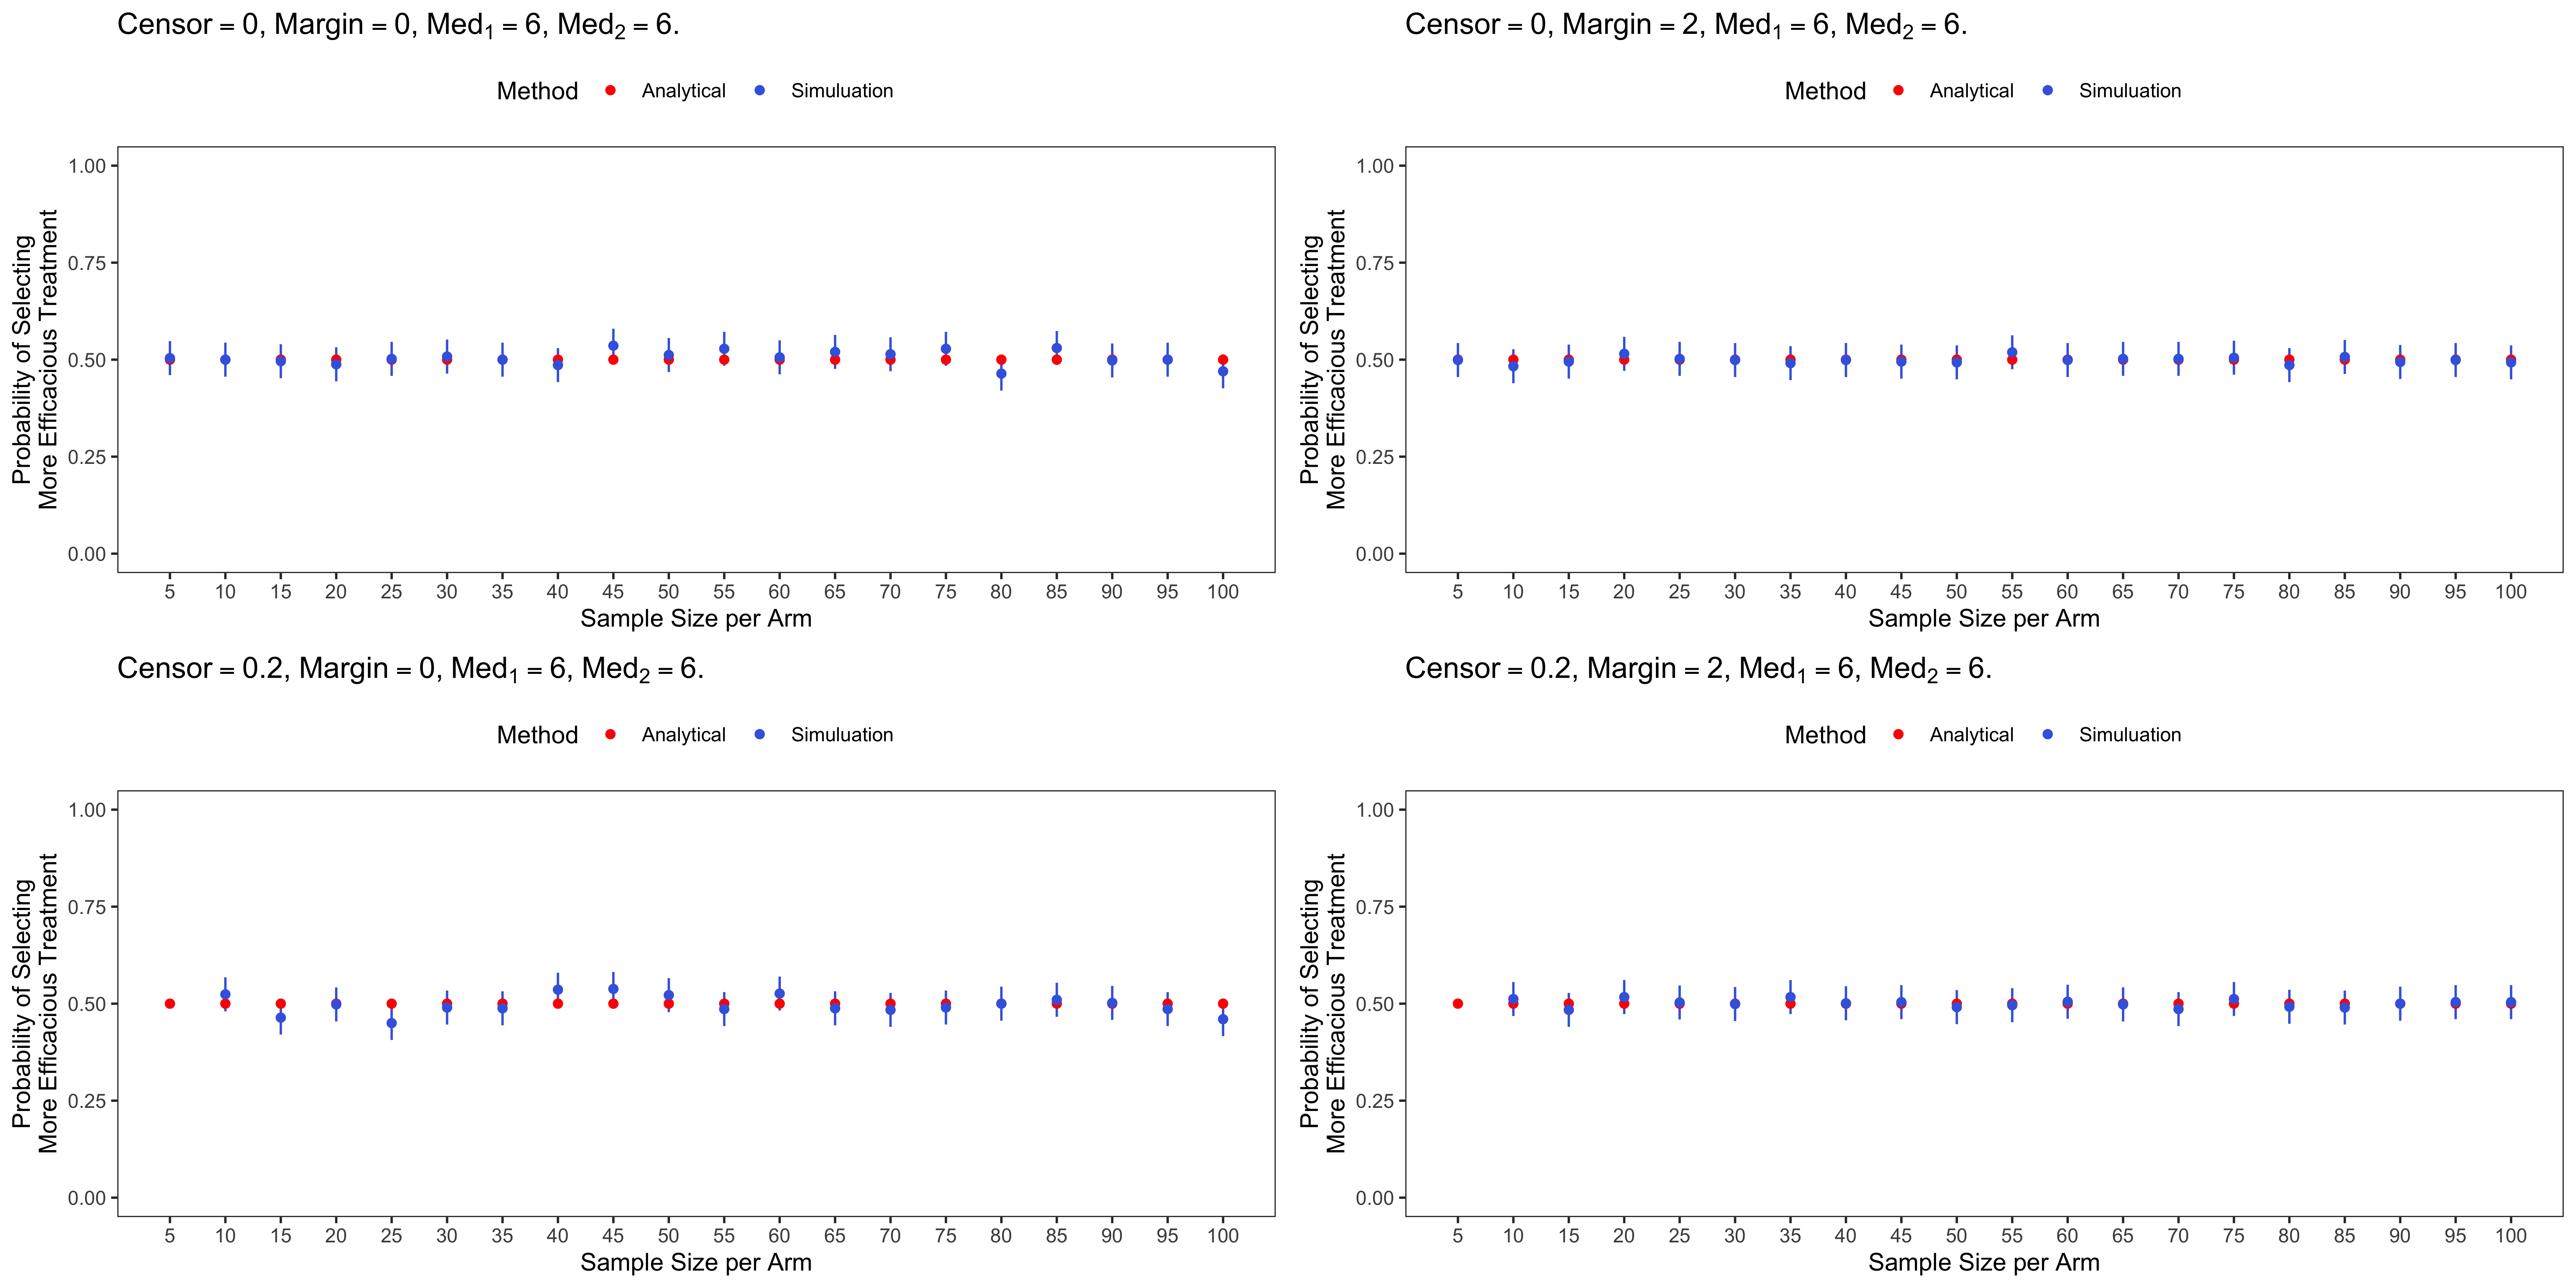 Censor = 0, Margin = 0, Med1 = 6, Med2 = 6.
Method Analytical Simuluation
Probability of Selecting
More Efficacious Treatment
1.00
0.75
0.50
0.25
0.00
5 10 15 20 25 30 35 40 45 50 55 60 65 70 75 80 85 90 95 100
Sample Size per Arm
Censor = 0, Margin = 2, Med1 = 6, Med2 = 6.
Method Analytical Simuluation
Probability of Selecting
More Efficacious Treatment
1.00
0.75
0.50
0.25
0.00
5 10 15 20 25 30 35 40 45 50 55 60 65 70 75 80 85 90 95 100
Sample Size per Arm
Censor = 0.2, Margin = 0, Med1 = 6, Med2 = 6.
Method Analytical Simuluation
Probability of Selecting
More Efficacious Treatment
1.00
0.75
0.50
0.25
0.00
5 10 15 20 25 30 35 40 45 50 55 60 65 70 75 80 85 90 95 100
Sample Size per Arm
Censor = 0.2, Margin = 2, Med1 = 6, Med2 = 6.
Method Analytical Simuluation
Probability of Selecting
More Efficacious Treatment
1.00
0.75
0.50
0.25
0.00
5 10 15 20 25 30 35 40 45 50 55 60 65 70 75 80 85 90 95 100
Sample Size per Arm